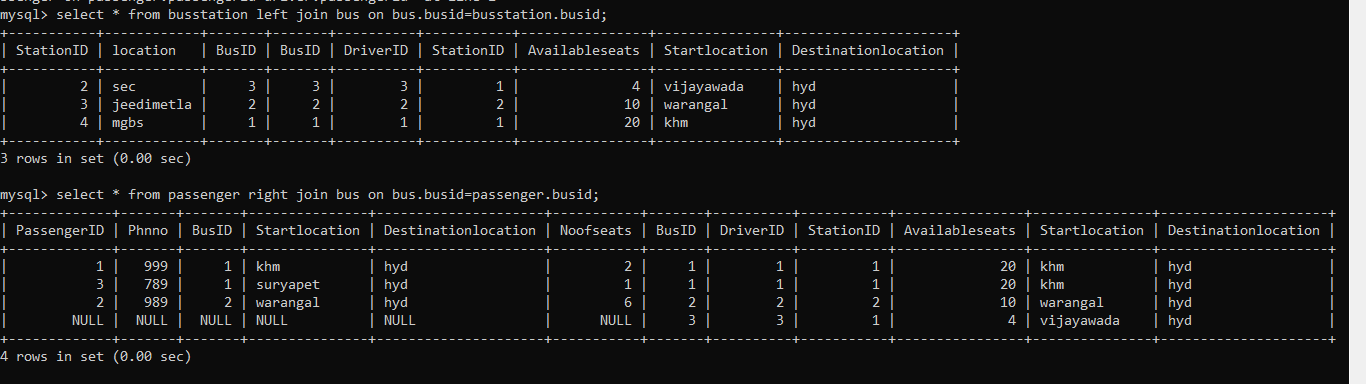 mysql> select * from busstation left join bus on bus.busid=busstation.busid;
+-----------+------------+-------+-------+----------+-----------+----------------+---------------+---------------------+
| StationID | location   | BusID | BusID | DriverID | StationID | Availableseats | Startlocation | Destinationlocation |
+-----------+------------+-------+-------+----------+-----------+----------------+---------------+---------------------+
|         2 | sec        |     3 |     3 |        3 |         1 |              4 | vijayawada    | hyd                 |
|         3 | jeedimetla |     2 |     2 |        2 |         2 |             10 | warangal      | hyd                 |
|         4 | mgbs       |     1 |     1 |        1 |         1 |             20 | khm           | hyd                 |
+-----------+------------+-------+-------+----------+-----------+----------------+---------------+---------------------+
3 rows in set (0.00 sec)

mysql> select * from passenger right join bus on bus.busid=passenger.busid;
+-------------+-------+-------+---------------+---------------------+-----------+-------+----------+-----------+----------------+---------------+---------------------+
| PassengerID | Phnno | BusID | Startlocation | Destinationlocation | Noofseats | BusID | DriverID | StationID | Availableseats | Startlocation | Destinationlocation |
+-------------+-------+-------+---------------+---------------------+-----------+-------+----------+-----------+----------------+---------------+---------------------+
|           1 |   999 |     1 | khm           | hyd                 |         2 |     1 |        1 |         1 |             20 | khm           | hyd                 |
|           3 |   789 |     1 | suryapet      | hyd                 |         1 |     1 |        1 |         1 |             20 | khm           | hyd                 |
|           2 |   989 |     2 | warangal      | hyd                 |         6 |     2 |        2 |         2 |             10 | warangal      | hyd                 |
|        NULL |  NULL |  NULL | NULL          | NULL                |      NULL |     3 |        3 |         1 |              4 | vijayawada    | hyd                 |
+-------------+-------+-------+---------------+---------------------+-----------+-------+----------+-----------+----------------+---------------+---------------------+
4 rows in set (0.00 sec)